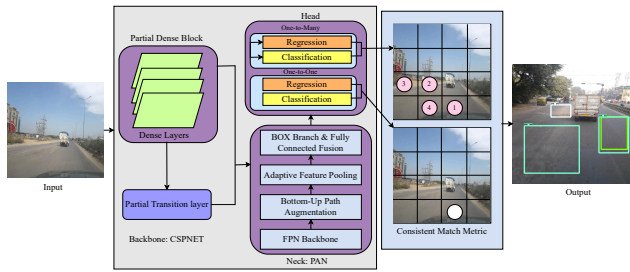 Head
One-to-Many
Regression
Classification
One-to-One
Regression
Classification
Partial Dense Block
Dense Layers
Partial Transition layer
Backbone: CSPNET
BOX Branch & Fully
Connected Fusion
Adaptive Feature Pooling
Bottom-Up Path
Augmentation
FPN Backbone
Neck: PAN
Input
3
2
4
1
Consistent Match Metric
Output